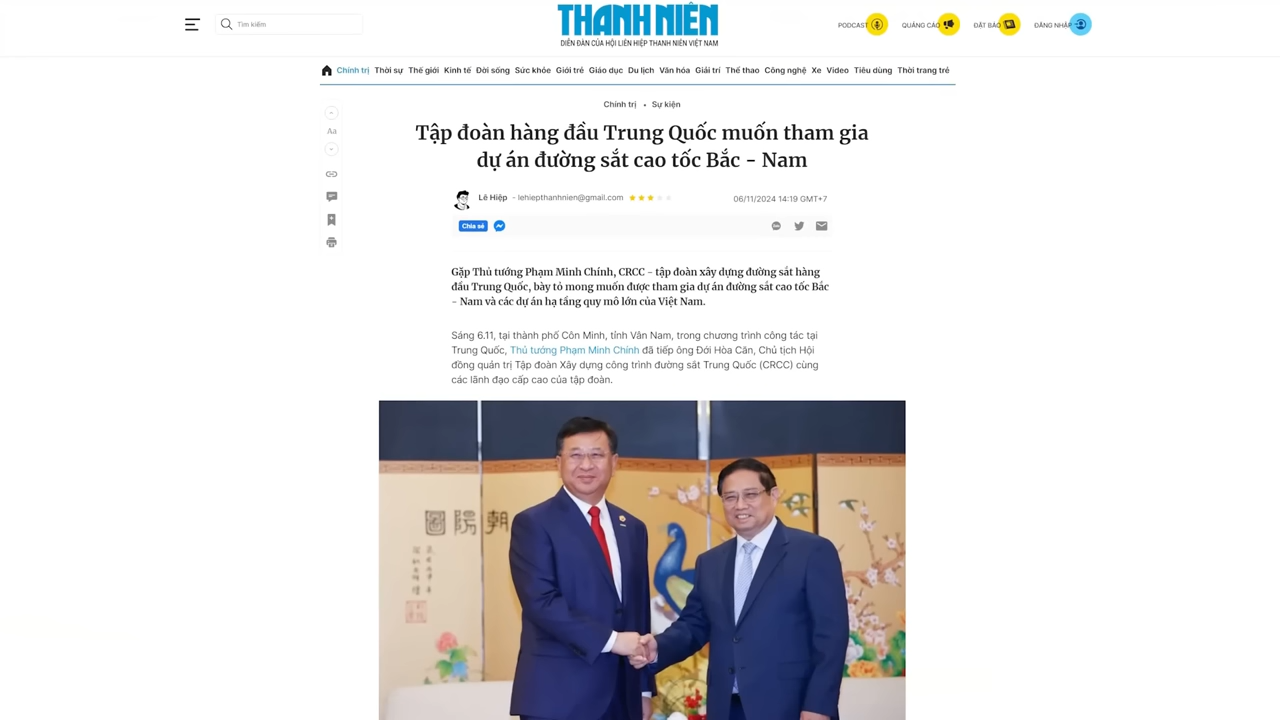 Tìm kiếm
THANH NIÊN
DIỄN ĐÀN CỦA HỘI LIÊN HIỆP THANH NIÊN VIỆT NAM
PODCAST
QUẢNG CÁO
ĐẶT BÁO
ĐĂNG NHẬP
Chính trị Thời sự Thế giới Kinh tế Đời sống Sức khỏe Giới trẻ Giáo dục Du lịch Văn hóa Giải trí Thể thao Công nghệ Xe Video Tiêu dùng Thời trang trẻ
Chính trị • Sự kiện
Aa
Tập đoàn hàng đầu Trung Quốc muốn tham gia
dự án đường sắt cao tốc Bắc - Nam
Lê Hiệp - lehiepthanhnien@gmail.com
06/11/2024 14:19 GMT+7
Chia sẻ
Gặp Thủ tướng Phạm Minh Chính, CRCC - tập đoàn xây dựng đường sắt hàng
đầu Trung Quốc, bày tỏ mong muốn được tham gia dự án đường sắt cao tốc Bắc
- Nam và các dự án hạ tầng quy mô lớn của Việt Nam.
Sáng 6.11, tại thành phố Côn Minh, tỉnh Vân Nam, trong chương trình công tác tại
Trung Quốc, Thủ tướng Phạm Minh Chính đã tiếp ông Đới Hòa Căn, Chủ tịch Hội
đồng quản trị Tập đoàn Xây dựng công trình đường sắt Trung Quốc (CRCC) cùng
các lãnh đạo cấp cao của tập đoàn.